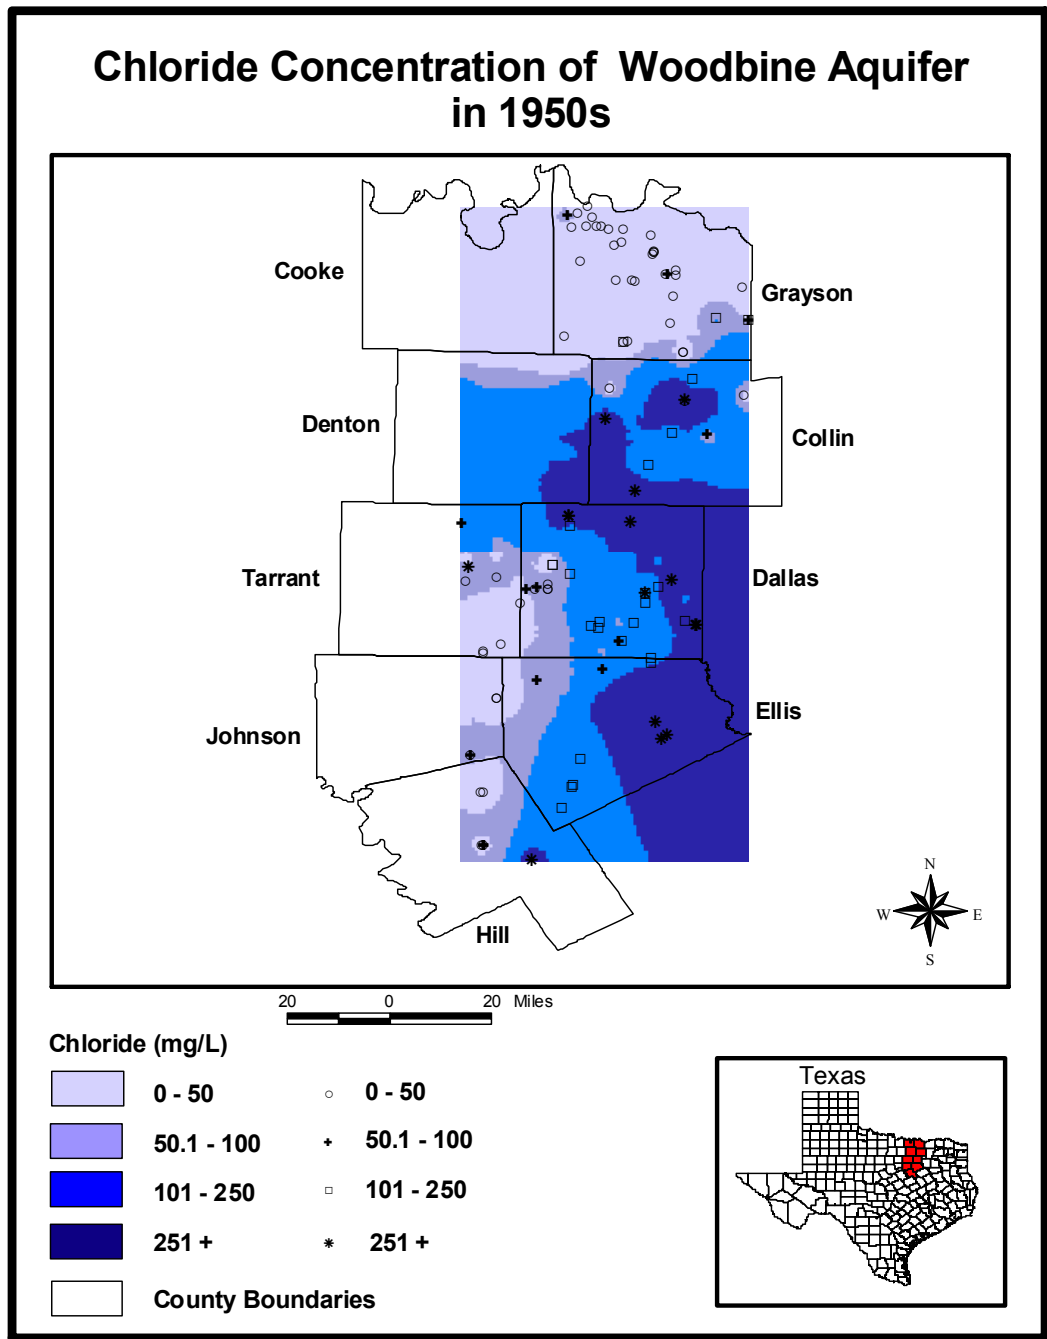 Chloride Concentration of Woodbine Aquifer
in 1950s
Cooke
Grayson
Denton
Collin
Tarrant
Dallas
Johnson
Ellis
Hill
N
W
E
S
20 0 20 Miles
Chloride (mg/L)
0 - 50 0 - 50
50.1 - 100 50.1 - 100
101 - 250 101 - 250
251 + 251 +
County Boundaries
Texas